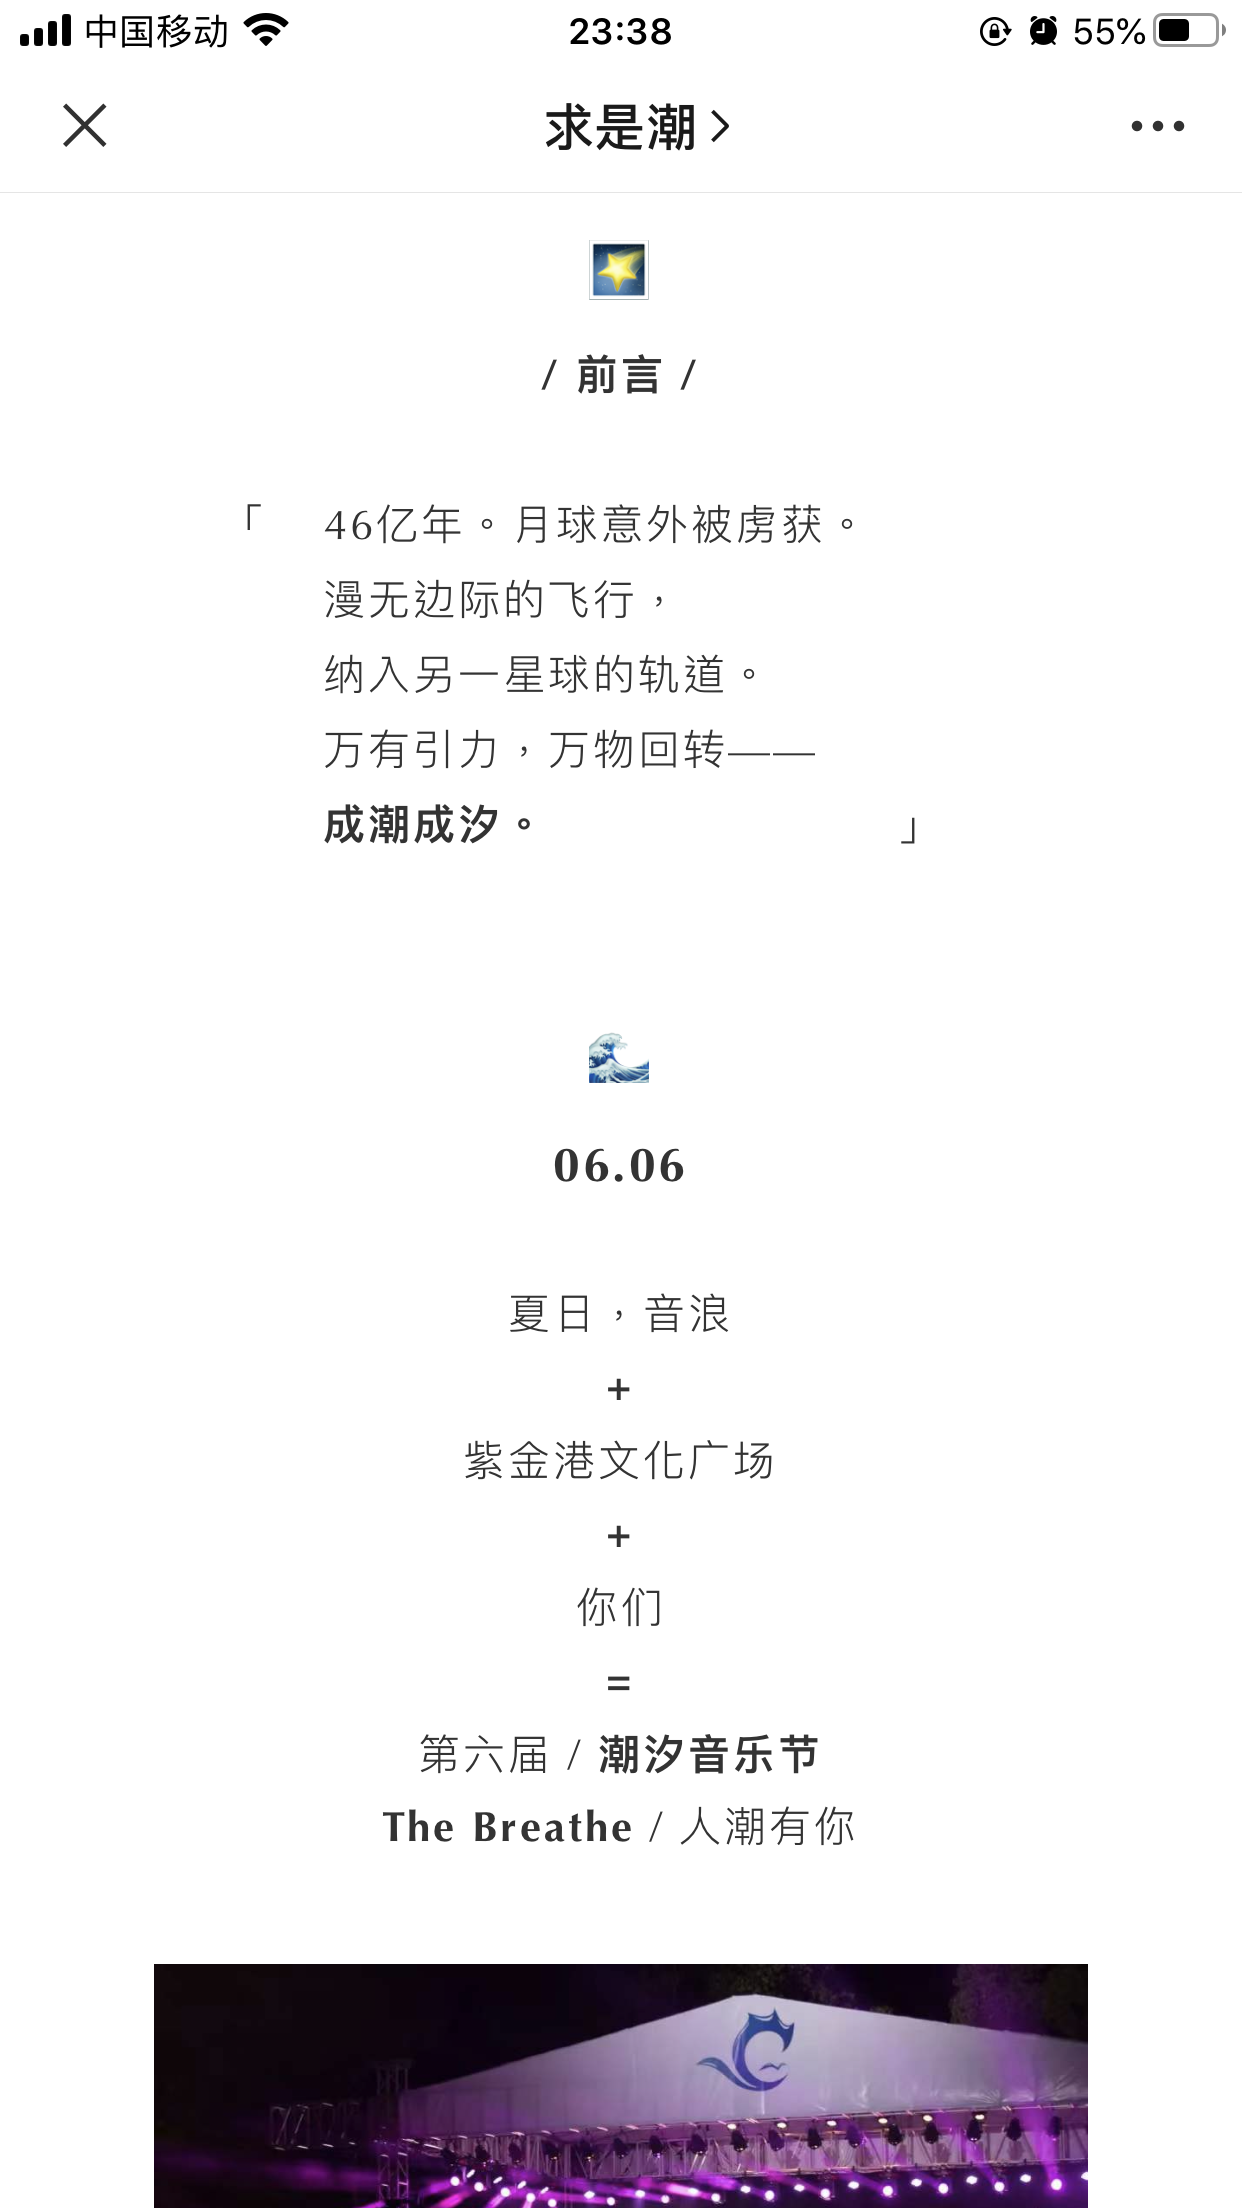 中国移动
23:38
55%
求是潮
/ 前言 /
「 46亿年。月球意外被虏获。
漫无边际的飞行，
纳入另一星球的轨道。
万有引力，万物回转——
成潮成汐。 」
06.06
夏日，音浪
+
紫金港文化广场
+
你们
=
第六届 / 潮汐音乐节
The Breathe / 人潮有你